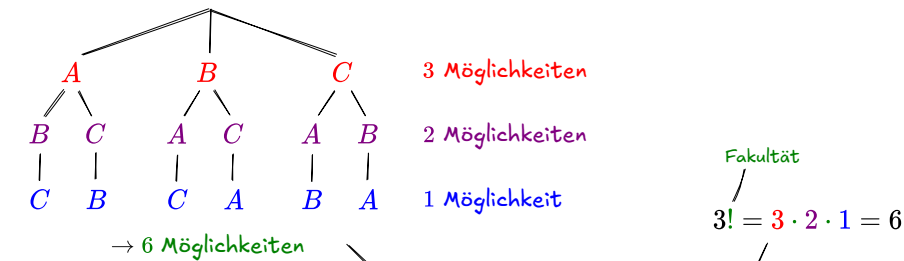 A B C 3 Möglichkeiten
B C A C A B 2 Möglichkeiten
Fakultät
C B C A B A 1 Möglichkeit
3! = 3 · 2 · 1 = 6
→ 6 Möglichkeiten